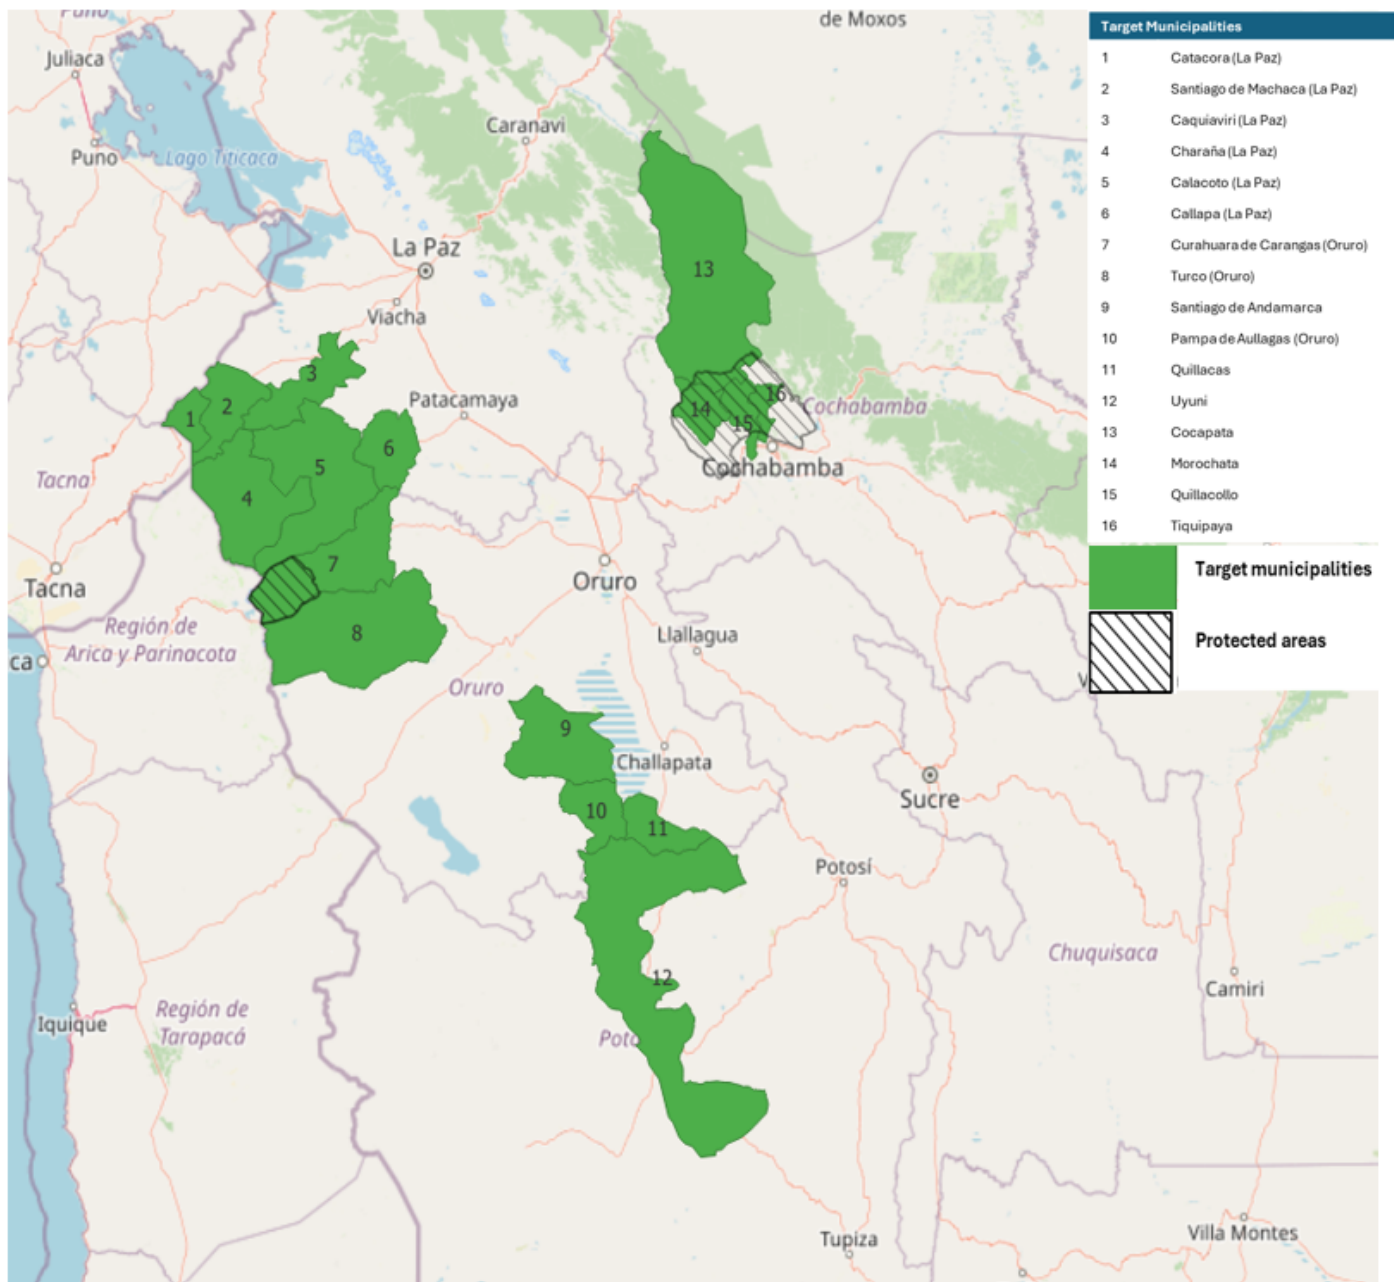 Puno
de Moxos
Juliaca
Caranavi
Puno
Lago Titicaca
La Paz
Viacha
Patacamaya
Cochabamba
Cochabamba
Tacna
Tacna
Oruro
Región de
Arica y Parinacota
ca
Llallagua
Oruro
Challapata
Sucre
Potosí
Chuquisaca
Camiri
Región de
Tarapacá
Iquique
Poto
Tupiza
Villa Montes
V
1
2
3
4
5
6
7
8
9
10
11
12
13
14
15
16
Target Municipalities
1 Catacora (La Paz)
2 Santiago de Machaca (La Paz)
3 Caquiaviri (La Paz)
4 Charaña (La Paz)
5 Calacoto (La Paz)
6 Callapa (La Paz)
7 Curahuara de Carangas (Oruro)
8 Turco (Oruro)
9 Santiago de Andamarca
10 Pampa de Aullagas (Oruro)
11 Quillacas
12 Uyuni
13 Cocapata
14 Morochata
15 Quillacollo
16 Tiquipaya
Target municipalities
Protected areas